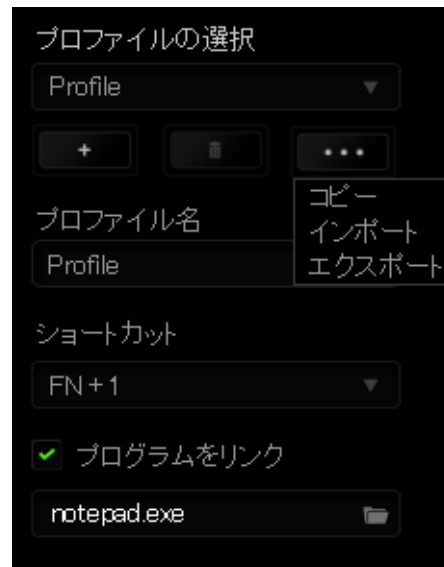 プロファイルの選択
Profile
+
...
コピー
インポート
エクスポート
プロファイル名
Profile
ショートカット
FN + 1
プログラムをリンク
notepad.exe